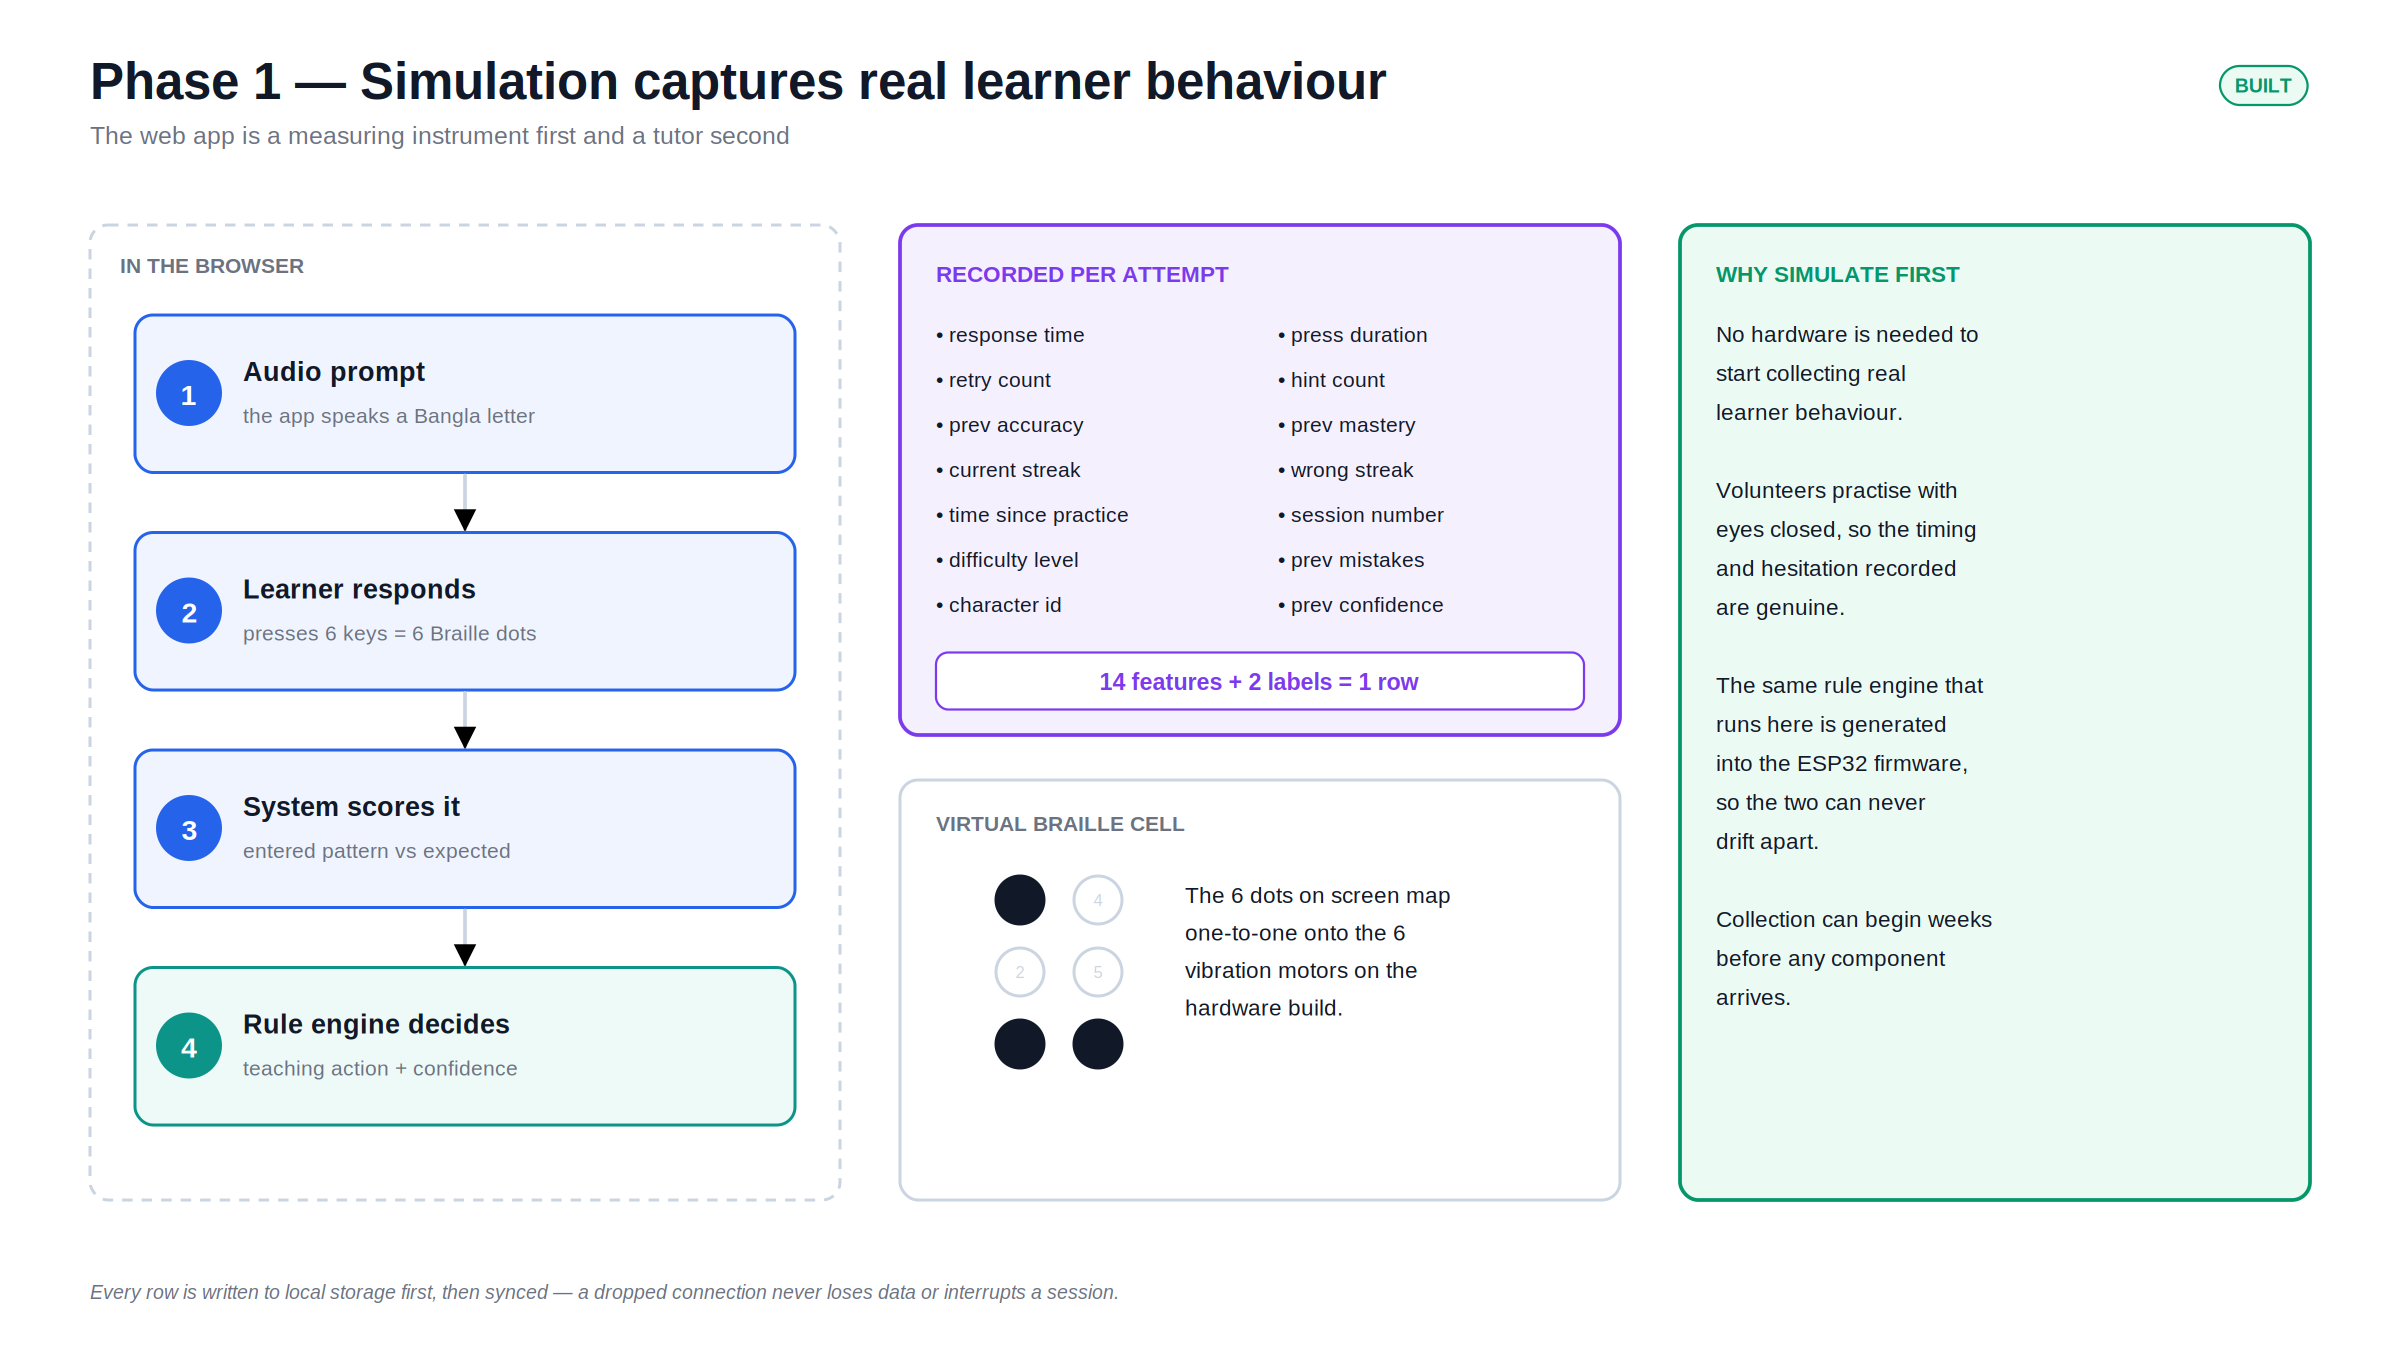 Phase 1 — Simulation captures real learner behaviour
BUILT
The web app is a measuring instrument first and a tutor second
IN THE BROWSER
1
Audio prompt
the app speaks a Bangla letter
2
Learner responds
presses 6 keys = 6 Braille dots
3
System scores it
entered pattern vs expected
4
Rule engine decides
teaching action + confidence
RECORDED PER ATTEMPT
• response time
• press duration
• retry count
• hint count
• prev accuracy
• prev mastery
• current streak
• wrong streak
• time since practice
• session number
• difficulty level
• prev mistakes
• character id
• prev confidence
14 features + 2 labels = 1 row
VIRTUAL BRAILLE CELL
4
2
5
The 6 dots on screen map
one-to-one onto the 6
vibration motors on the
hardware build.
WHY SIMULATE FIRST
No hardware is needed to
start collecting real
learner behaviour.
Volunteers practise with
eyes closed, so the timing
and hesitation recorded
are genuine.
The same rule engine that
runs here is generated
into the ESP32 firmware,
so the two can never
drift apart.
Collection can begin weeks
before any component
arrives.
Every row is written to local storage first, then synced — a dropped connection never loses data or interrupts a session.